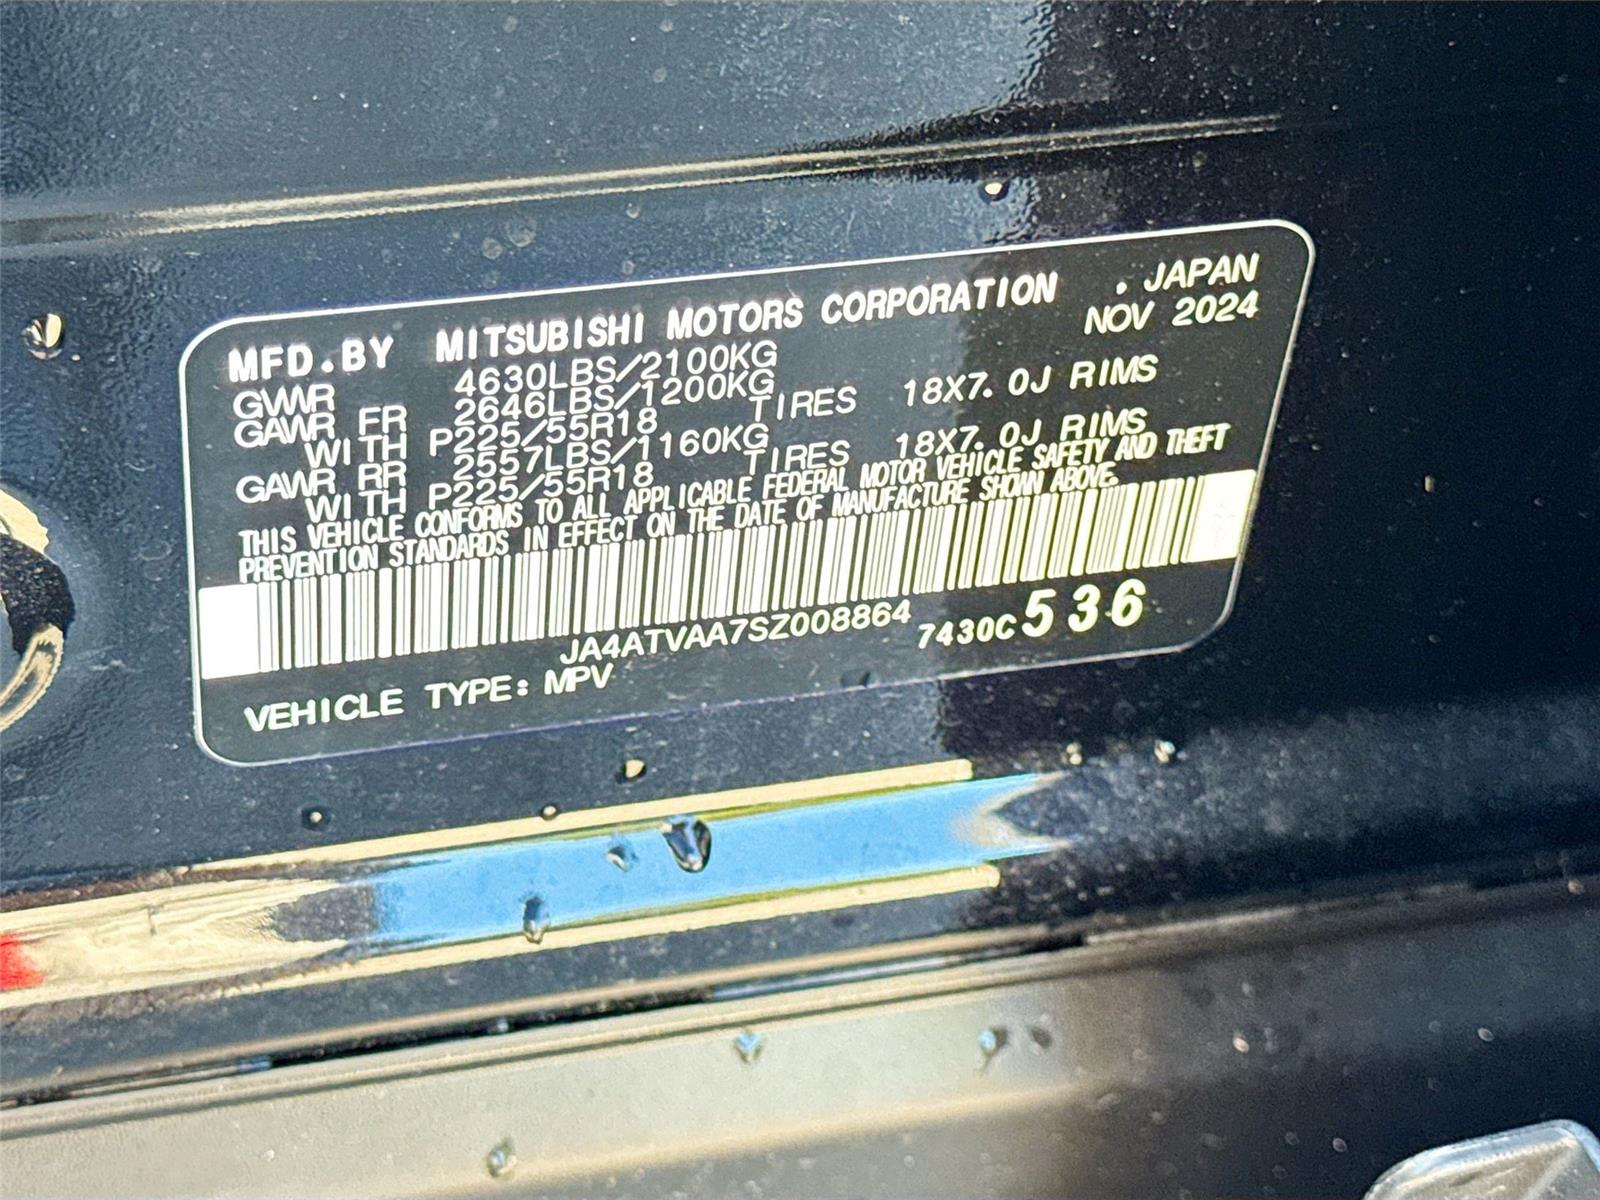 MFD.BY MITSUBISHI MOTORS CORPORATION . JAPAN
NOV 2024
GVWR 4630LBS/2100KG
GAWR FR 2646LBS/1200KG
WITH P225/55R18 TIRES 18X7.0J RIMS
GAWR RR 2557LBS/1160KG
WITH P225/55R18 TIRES 18X7.0J RIMS
THIS VEHICLE CONFORMS TO ALL APPLICABLE FEDERAL MOTOR VEHICLE SAFETY AND THEFT
PREVENTION STANDARDS IN EFFECT ON THE DATE OF MANUFACTURE SHOWN ABOVE.
JA4ATVAA7SZ008864 7430C536
VEHICLE TYPE: MPV